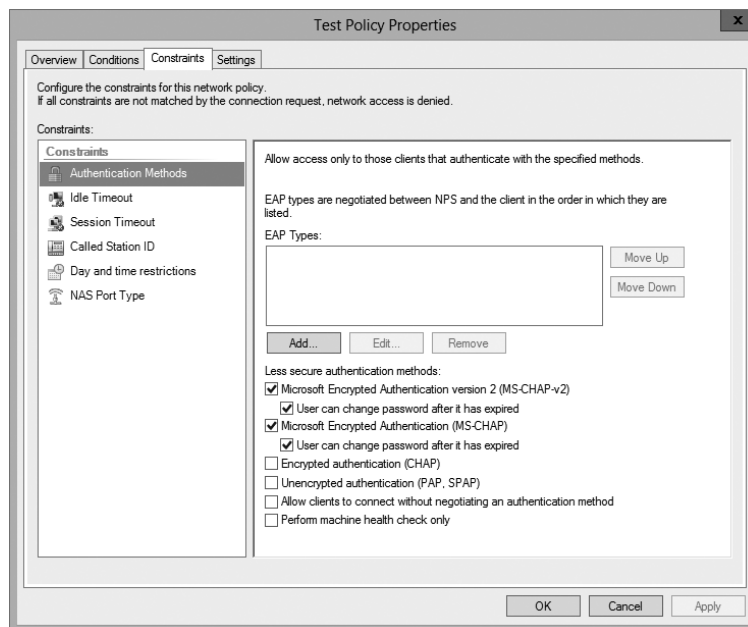 Test Policy Properties
x
Overview
Conditions
Constraints
Settings
Configure the constraints for this network policy.
If all constraints are not matched by the connection request, network access is denied.
Constraints:
Constraints
Authentication Methods
Idle Timeout
Session Timeout
Called Station ID
Day and time restrictions
NAS Port Type
Allow access only to those clients that authenticate with the specified methods.
EAP types are negotiated between NPS and the client in the order in which they are
listed.
EAP Types:
Move Up
Move Down
Add...
Edit...
Remove
Less secure authentication methods:
Microsoft Encrypted Authentication version 2 (MS-CHAP-v2)
User can change password after it has expired
Microsoft Encrypted Authentication (MS-CHAP)
User can change password after it has expired
Encrypted authentication (CHAP)
Unencrypted authentication (PAP, SPAP)
Allow clients to connect without negotiating an authentication method
Perform machine health check only
OK
Cancel
Apply